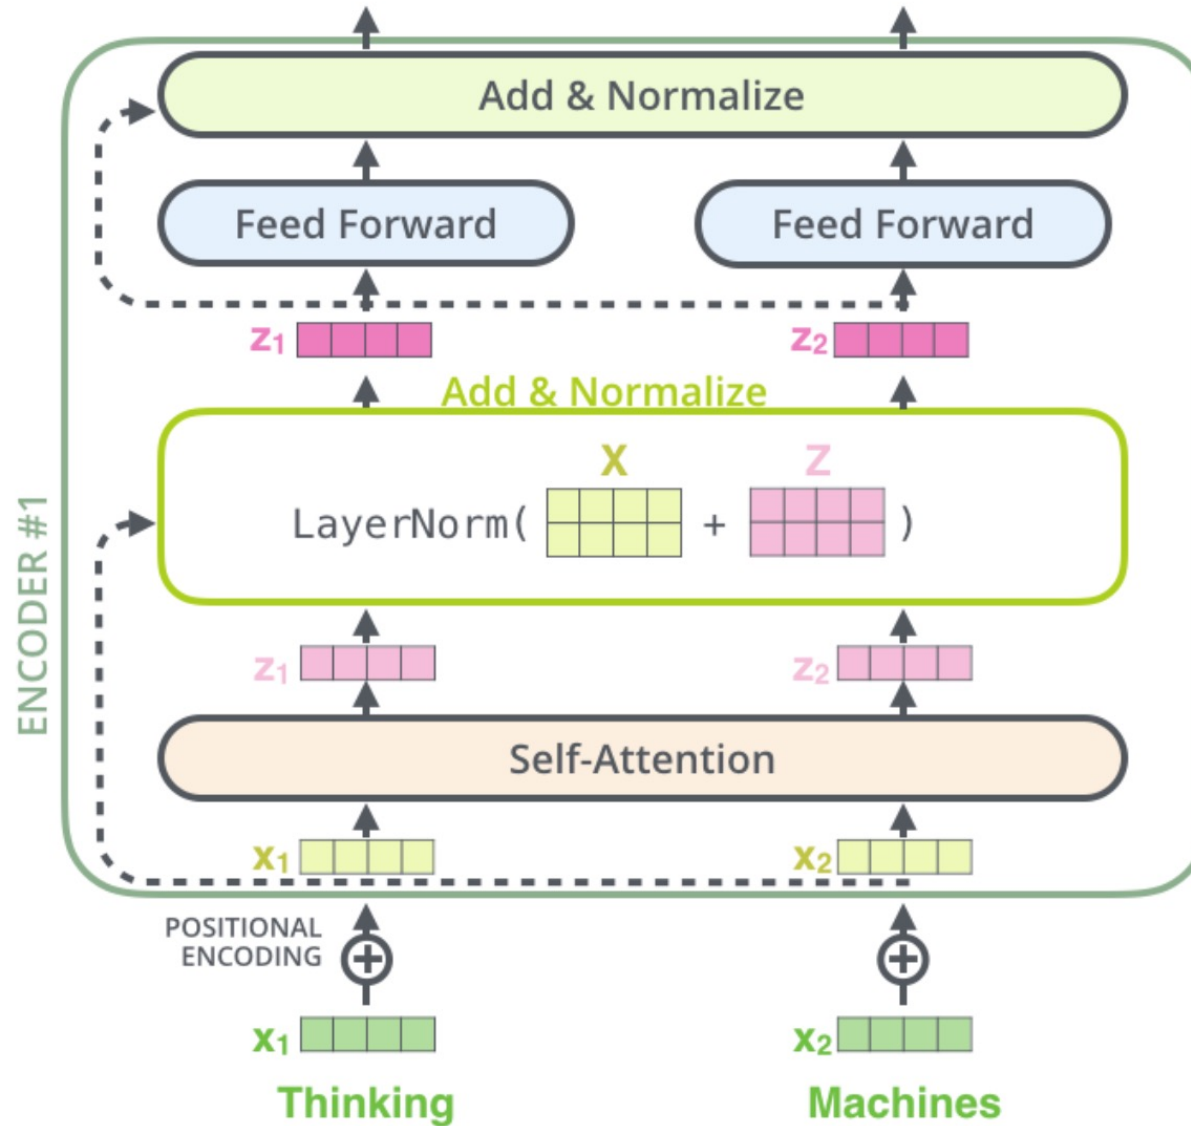 Add & Normalize
Feed Forward
Feed Forward
z₁
z₂
Add & Normalize
X
Z
LayerNorm(
+
)
ENCODER #1
z₁
z₂
Self-Attention
x₁
x₂
POSITIONAL
ENCODING
x₁
x₂
Thinking
Machines